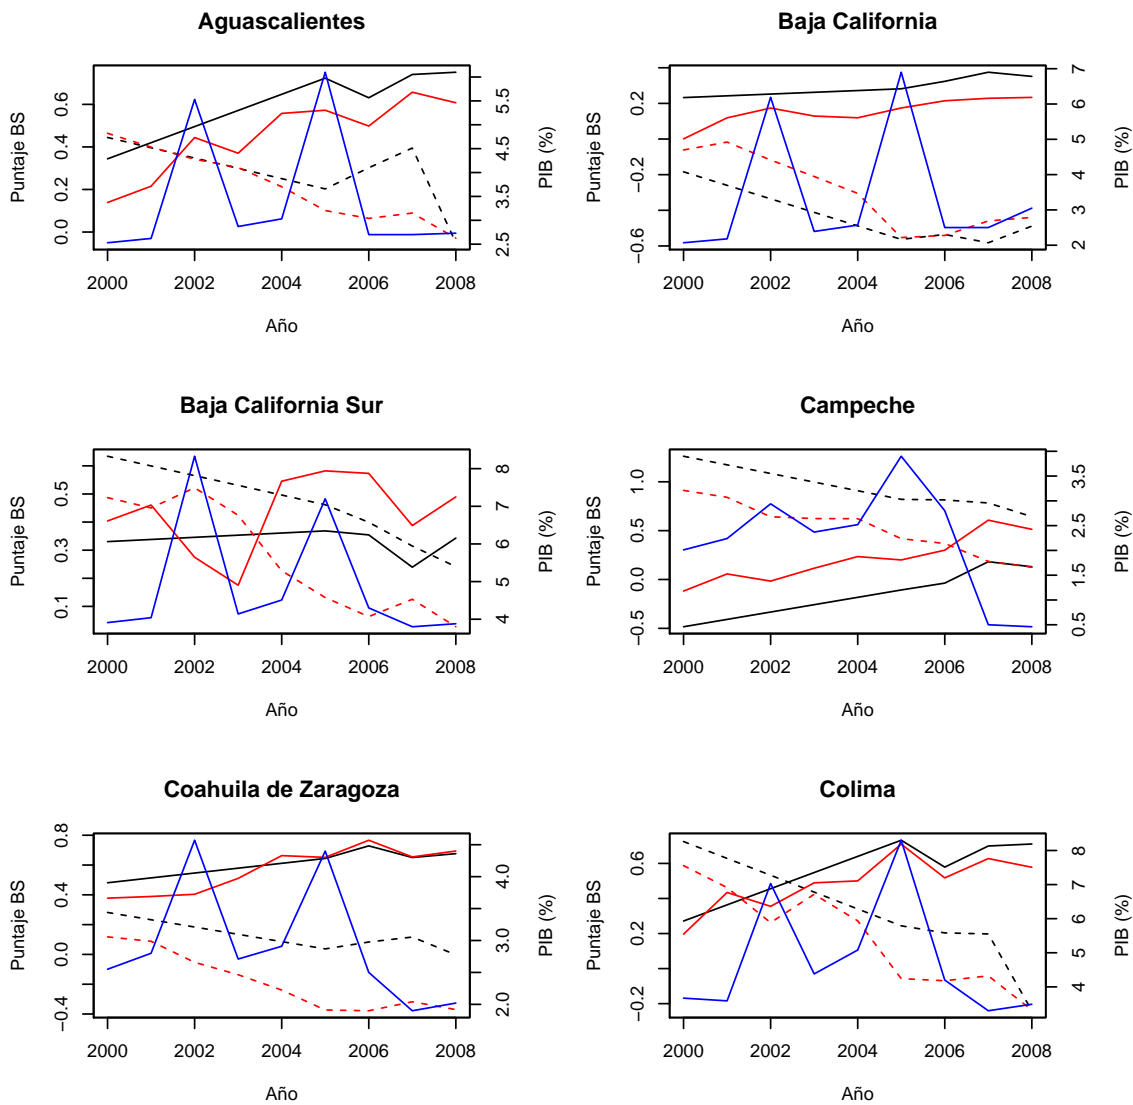 Aguascalientes
Puntaje BS
0.0 0.2 0.4 0.6
2.5 3.5 4.5 5.5
PIB (%)
2000 2002 2004 2006 2008
Año
Baja California
Puntaje BS
−0.6 −0.2 0.2
2 3 4 5 6 7
PIB (%)
2000 2002 2004 2006 2008
Año
Baja California Sur
Puntaje BS
0.1 0.3 0.5
4 5 6 7 8
PIB (%)
2000 2002 2004 2006 2008
Año
Campeche
Puntaje BS
−0.5 0.0 0.5 1.0
0.5 1.5 2.5 3.5
PIB (%)
2000 2002 2004 2006 2008
Año
Coahuila de Zaragoza
Puntaje BS
−0.4 0.0 0.4 0.8
2.0 3.0 4.0
PIB (%)
2000 2002 2004 2006 2008
Año
Colima
Puntaje BS
−0.2 0.2 0.6
4 5 6 7 8
PIB (%)
2000 2002 2004 2006 2008
Año